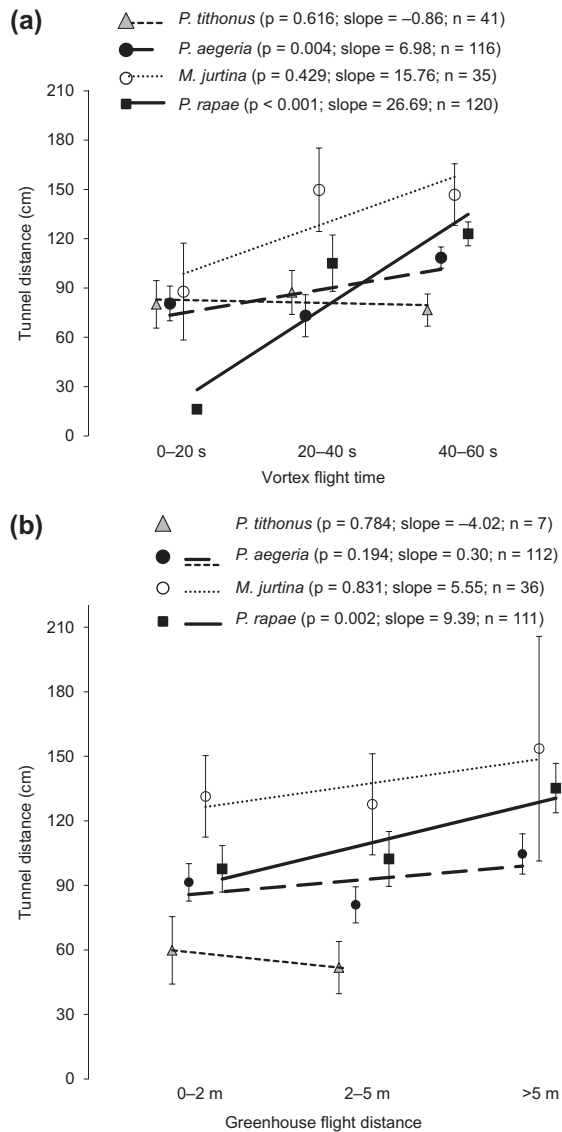 (a)
P. tithonus (p = 0.616; slope = –0.86; n = 41)
P. aegeria (p = 0.004; slope = 6.98; n = 116)
M. jurtina (p = 0.429; slope = 15.76; n = 35)
P. rapae (p < 0.001; slope = 26.69; n = 120)
210
180
150
120
90
60
30
0
Tunnel distance (cm)
0–20 s
20–40 s
40–60 s
Vortex flight time
(b)
P. tithonus (p = 0.784; slope = –4.02; n = 7)
P. aegeria (p = 0.194; slope = 0.30; n = 112)
M. jurtina (p = 0.831; slope = 5.55; n = 36)
P. rapae (p = 0.002; slope = 9.39; n = 111)
210
180
150
120
90
60
30
0
Tunnel distance (cm)
0–2 m
2–5 m
>5 m
Greenhouse flight distance